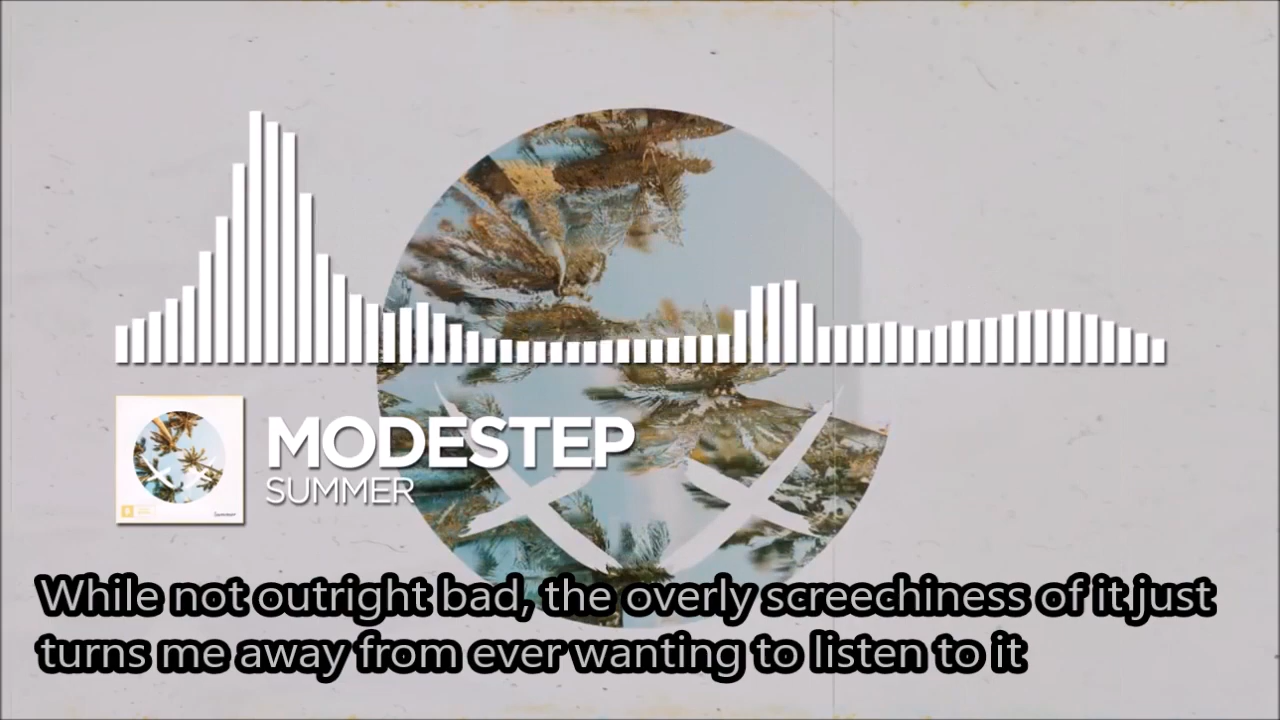 MODESTEP
SUMMER
Summer
While not outright bad, the overly screechiness of it just
turns me away from ever wanting to listen to it